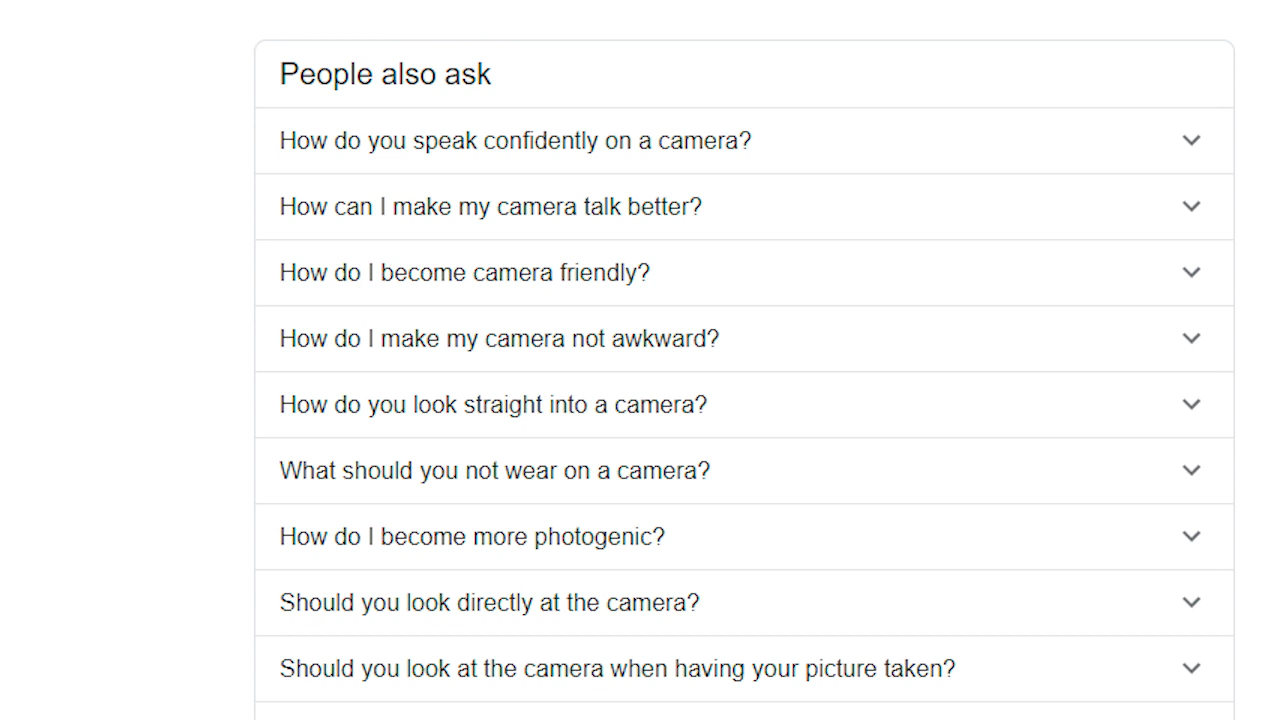 People also ask
How do you speak confidently on a camera?
How can I make my camera talk better?
How do I become camera friendly?
How do I make my camera not awkward?
How do you look straight into a camera?
What should you not wear on a camera?
How do I become more photogenic?
Should you look directly at the camera?
Should you look at the camera when having your picture taken?